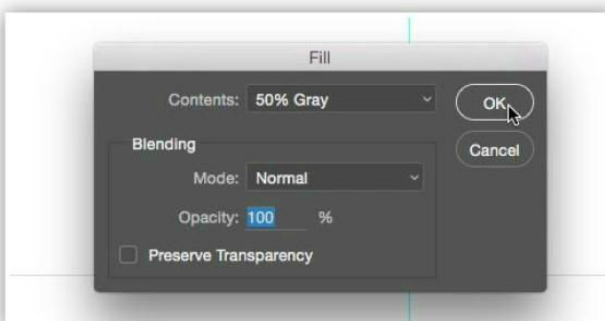 Fill
Contents: 50% Gray
OK
Blending
Cancel
Mode: Normal
Opacity: 100 %
Preserve Transparency